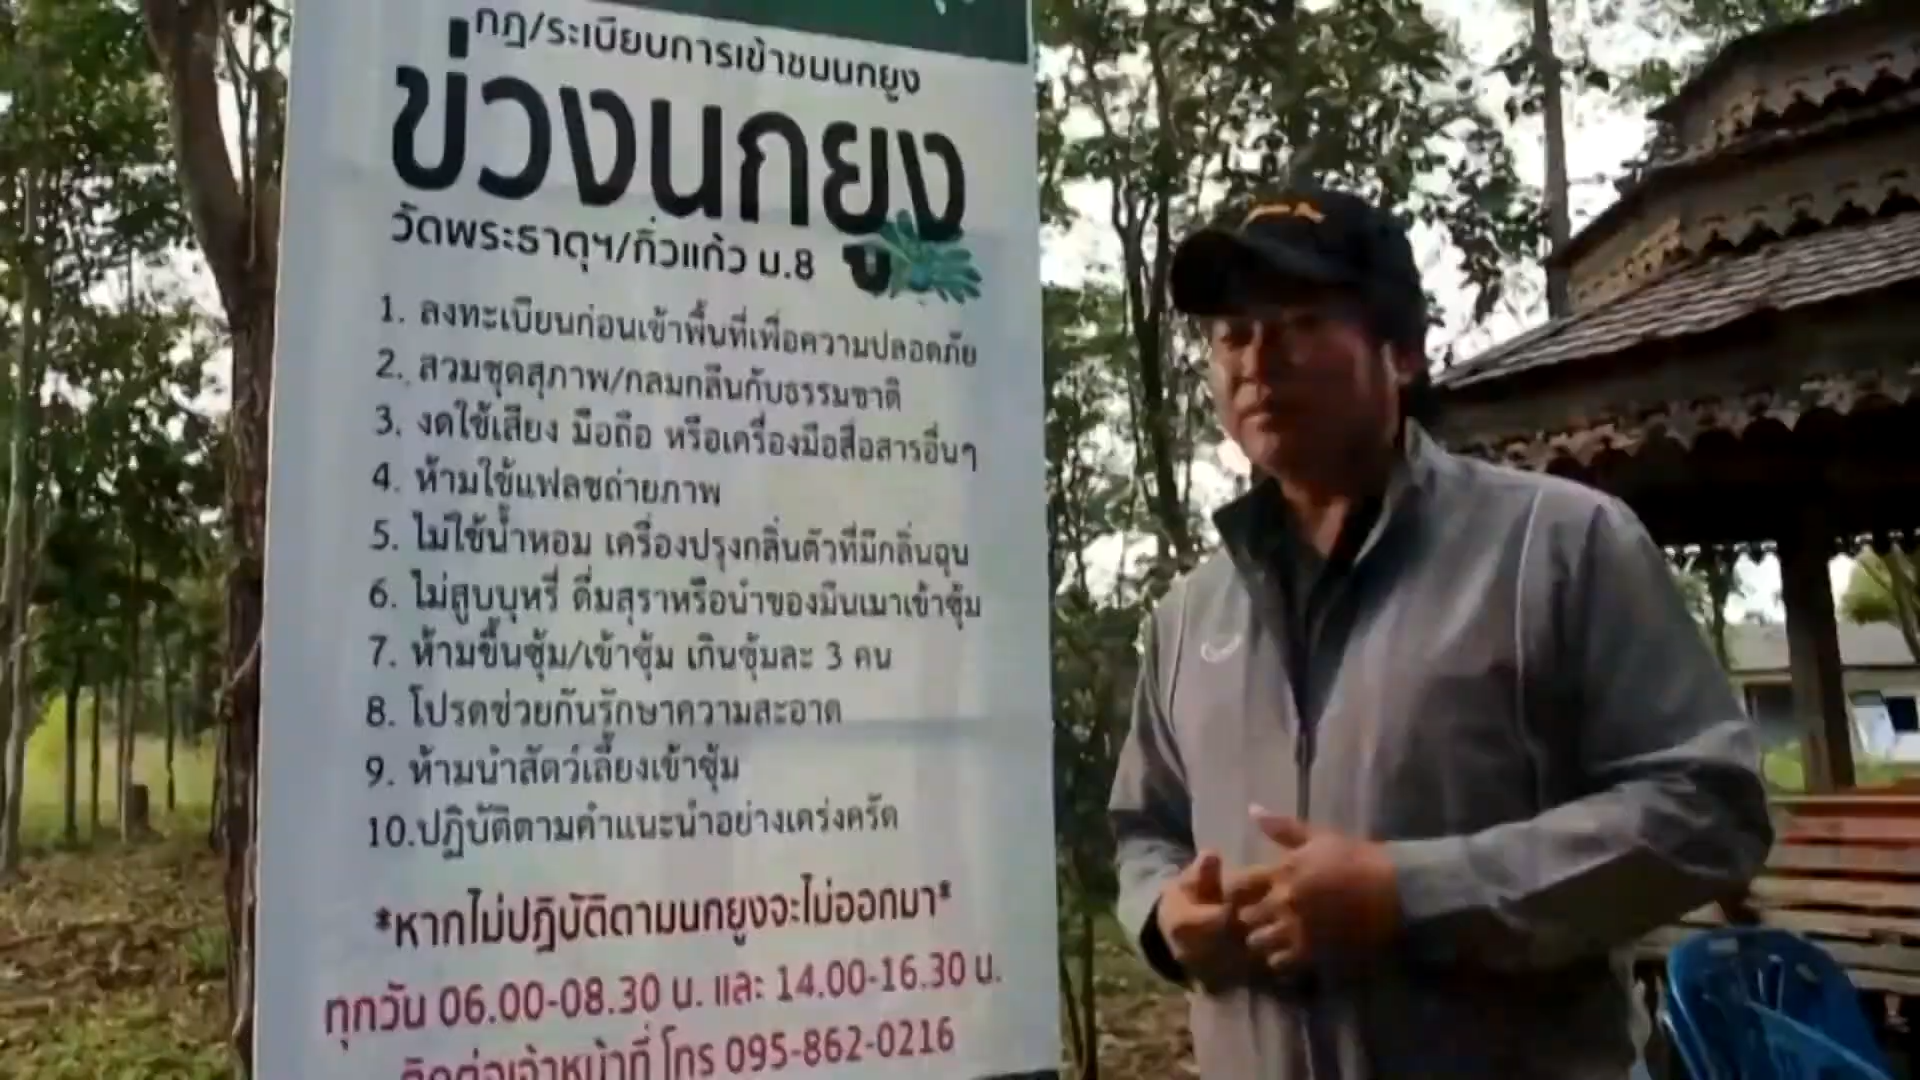 กฎ/ระเบียบการเข้าชมนกยูง
ข่วงนกยูง
วัดพระธาตุฯ/กิ่วแก้ว ม.8
1. ลงทะเบียนก่อนเข้าพื้นที่เพื่อความปลอดภัย
2. สวมชุดสุภาพ/กลมกลืนกับธรรมชาติ
3. งดใช้เสียง มือถือ หรือเครื่องมือสื่อสารอื่นๆ
4. ห้ามใช้แฟลชถ่ายภาพ
5. ไม่ใช้น้ำหอม เครื่องปรุงกลิ่นตัวที่มีกลิ่นฉุน
6. ไม่สูบบุหรี่ ดื่มสุราหรือนำของมึนเมาเข้าซุ้ม
7. ห้ามขึ้นซุ้ม/เข้าซุ้ม เกินซุ้มละ 3 คน
8. โปรดช่วยกันรักษาความสะอาด
9. ห้ามนำสัตว์เลี้ยงเข้าซุ้ม
10.ปฏิบัติตามคำแนะนำอย่างเคร่งครัด
*หากไม่ปฏิบัติตามนกยูงจะไม่ออกมา*
ทุกวัน 06.00-08.30 น. และ 14.00-16.30 น.
ติดต่อเจ้าหน้าที่ โทร 095-862-0216